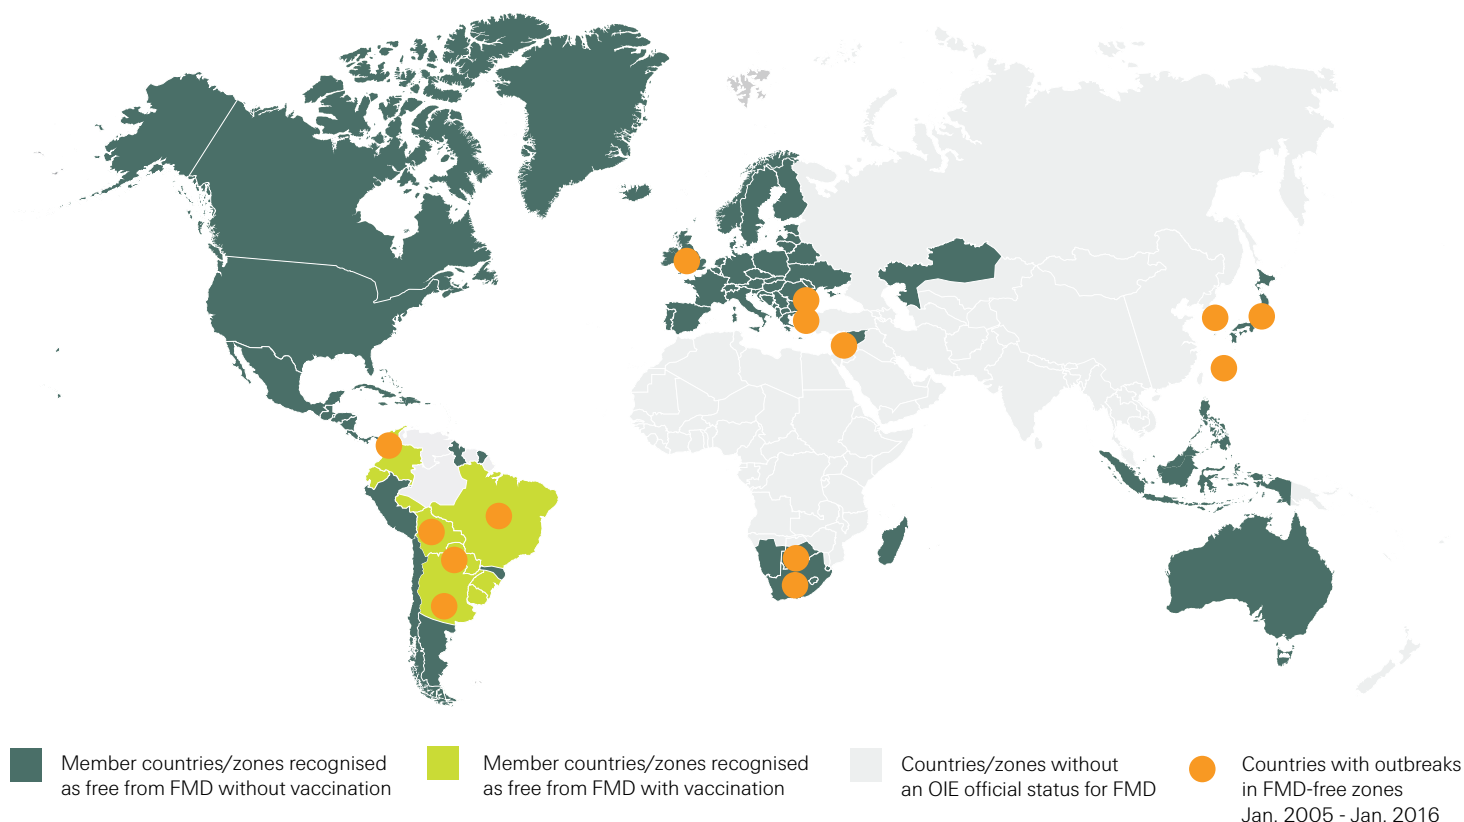 Member countries/zones recognised
as free from FMD without vaccination
Member countries/zones recognised
as free from FMD with vaccination
Countries/zones without
an OIE official status for FMD
Countries with outbreaks
in FMD-free zones
Jan. 2005 - Jan. 2016